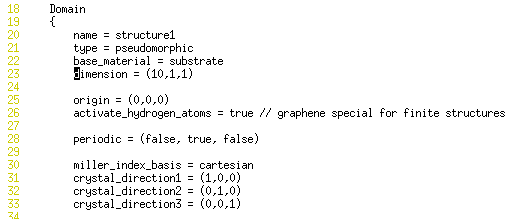 18 Domain
19 {
20 name = structure1
21 type = pseudomorphic
22 base_material = substrate
23 dimension = (10,1,1)
24
25 origin = (0,0,0)
26 activate_hydrogen_atoms = true // graphene special for finite structures
27
28 periodic = (false, true, false)
29
30 miller_index_basis = cartesian
31 crystal_direction1 = (1,0,0)
32 crystal_direction2 = (0,1,0)
33 crystal_direction3 = (0,0,1)
34